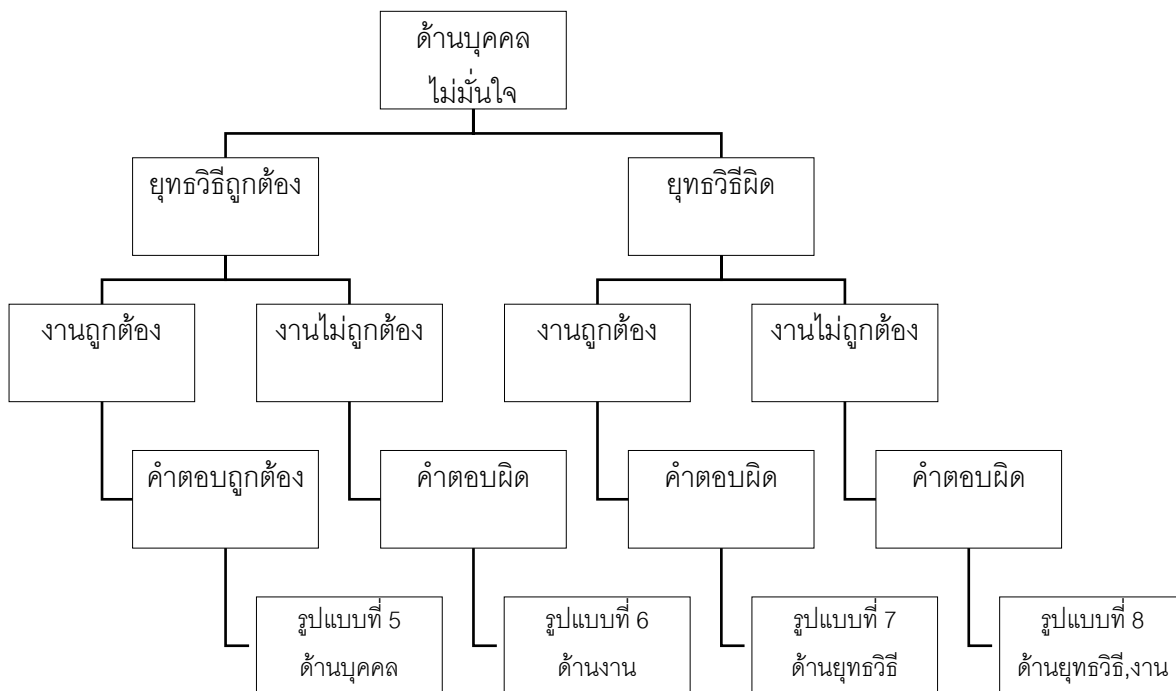 ด้านบุคคล
ไม่มั่นใจ
ยุทธวิธีถูกต้อง
ยุทธวิธีผิด
งานถูกต้อง
งานไม่ถูกต้อง
งานถูกต้อง
งานไม่ถูกต้อง
คำตอบถูกต้อง
คำตอบผิด
คำตอบผิด
คำตอบผิด
รูปแบบที่ 5
ด้านบุคคล
รูปแบบที่ 6
ด้านงาน
รูปแบบที่ 7
ด้านยุทธวิธี
รูปแบบที่ 8
ด้านยุทธวิธี,งาน